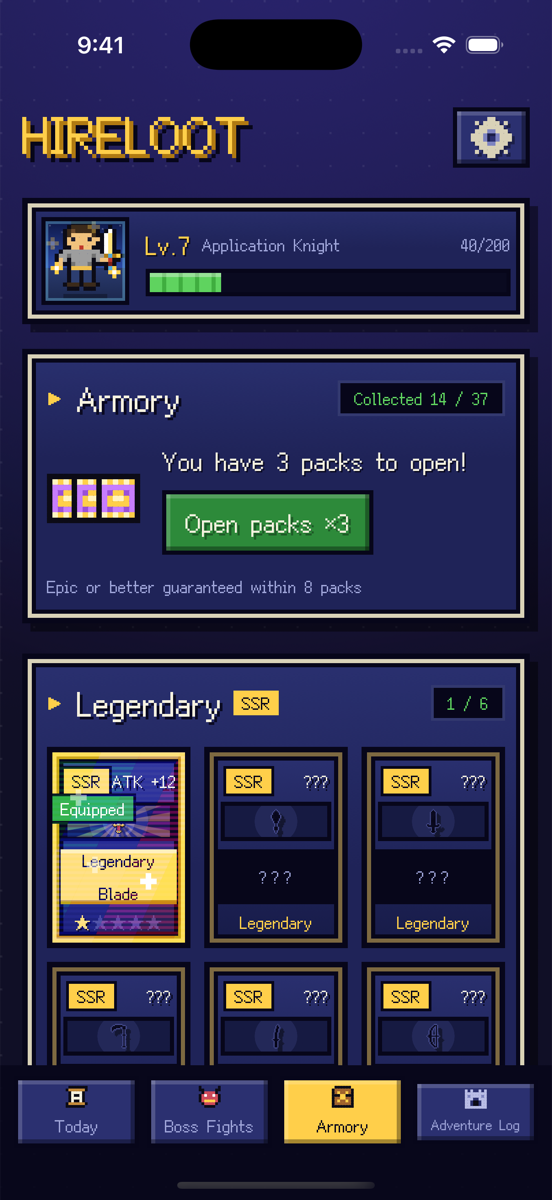 9:41
HIRELOOT
Lv.7 Application Knight 40/200
Armory Collected 14 / 37
You have 3 packs to open!
Open packs ×3
Epic or better guaranteed within 8 packs
Legendary SSR 1 / 6
SSR ATK +12
Equipped
Legendary
Blade
SSR ???
???
Legendary
SSR ???
???
Legendary
SSR ???
SSR ???
SSR ???
Today
Boss Fights
Armory
Adventure Log